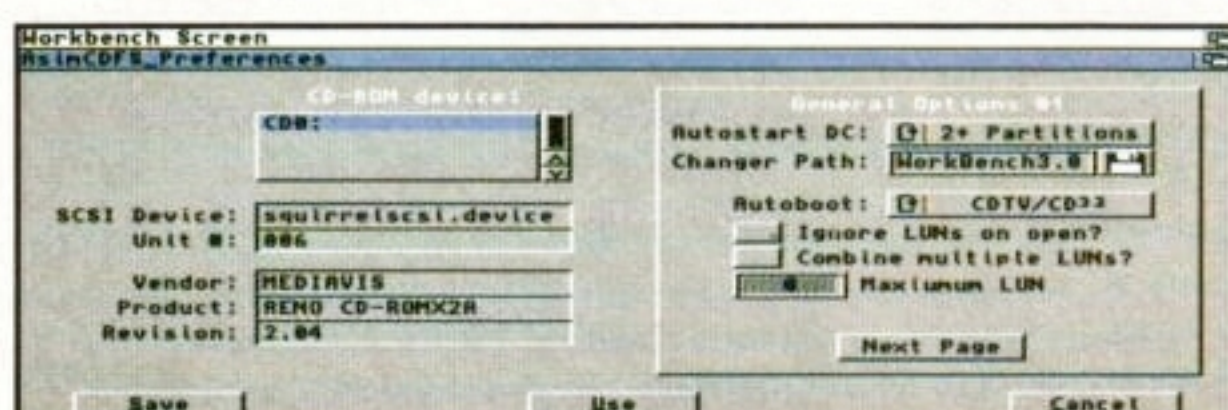 Workbench Screen
AsimCDFS_Preferences
CD-ROM device:
CD0:
SCSI Device: squirrelscsi.device
Unit #: 006
Vendor: MEDIAVIS
Product: RENO CD-ROMX2A
Revision: 2.04
General Options #1
Autostart DC: 2+ Partitions
Changer Path: WorkBench3.0
Autoboot: CDTV/CD³²
Ignore LUNs on open?
Combine multiple LUNs?
0 Maxiumum LUN
Next Page
Save
Use
Cancel